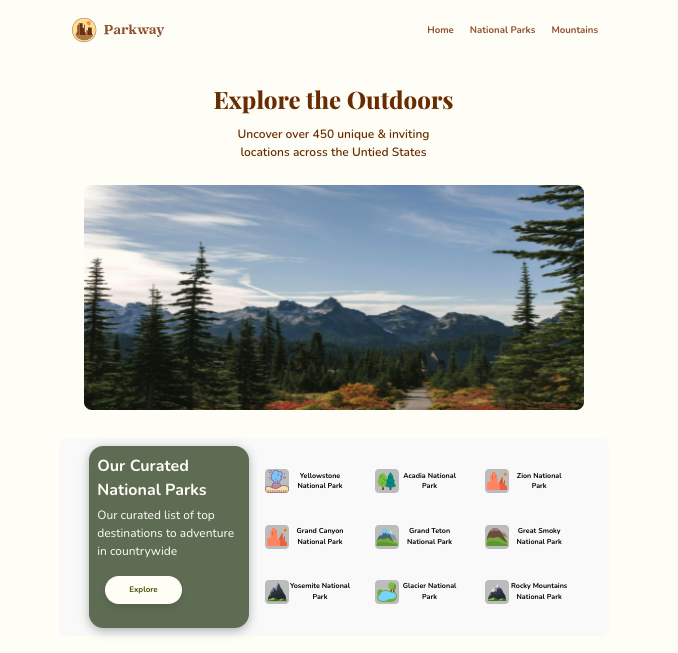 Parkway
Home National Parks Mountains
Explore the Outdoors
Uncover over 450 unique & inviting
locations across the Untied States
Our Curated
National Parks
Our curated list of top
destinations to adventure
in countrywide
Explore
Yellowstone
National Park
Acadia National
Park
Zion National
Park
Grand Canyon
National Park
Grand Teton
National Park
Great Smoky
National Park
Yosemite National
Park
Glacier National
Park
Rocky Mountains
National Park